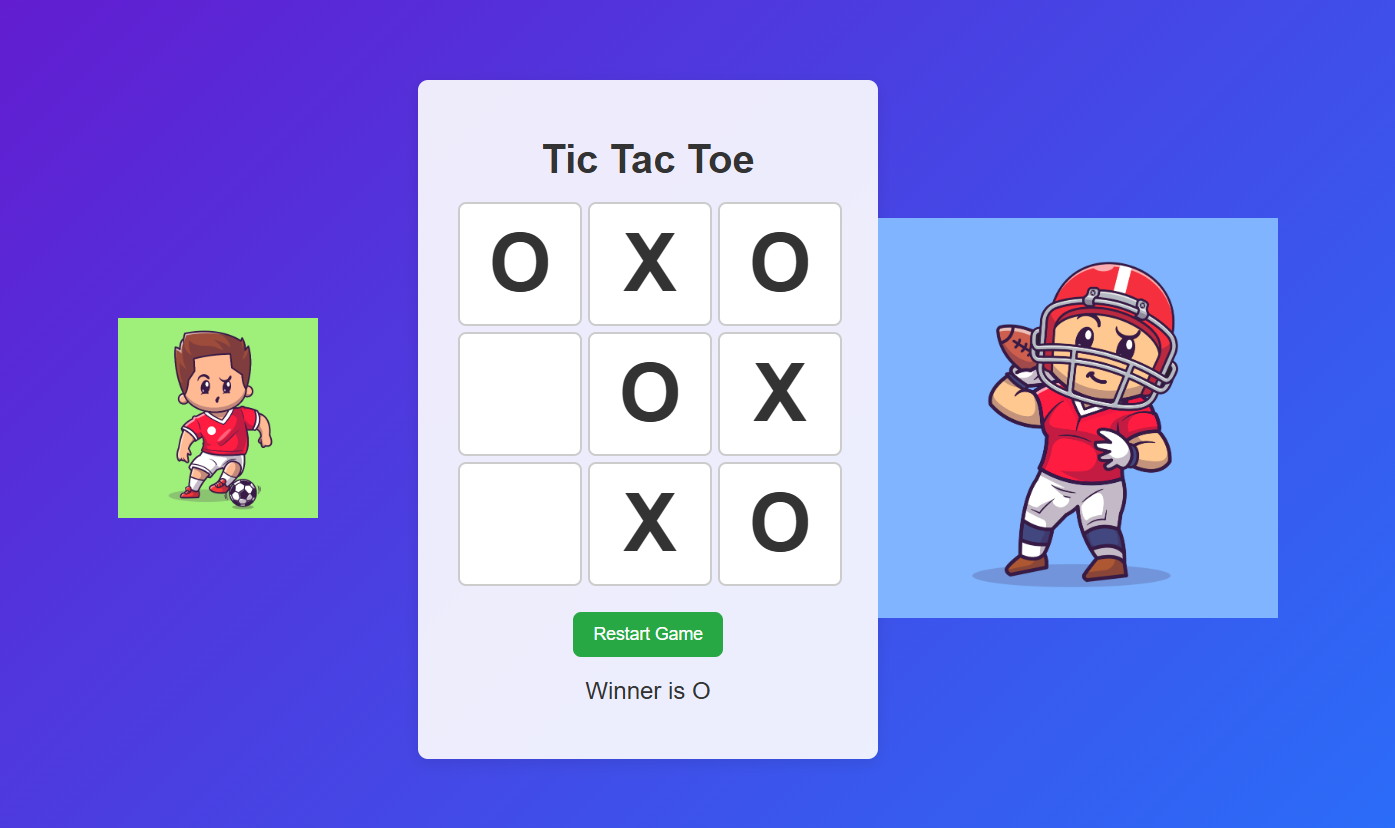 Tic Tac Toe
O X O
O X
X O
Restart Game
Winner is O